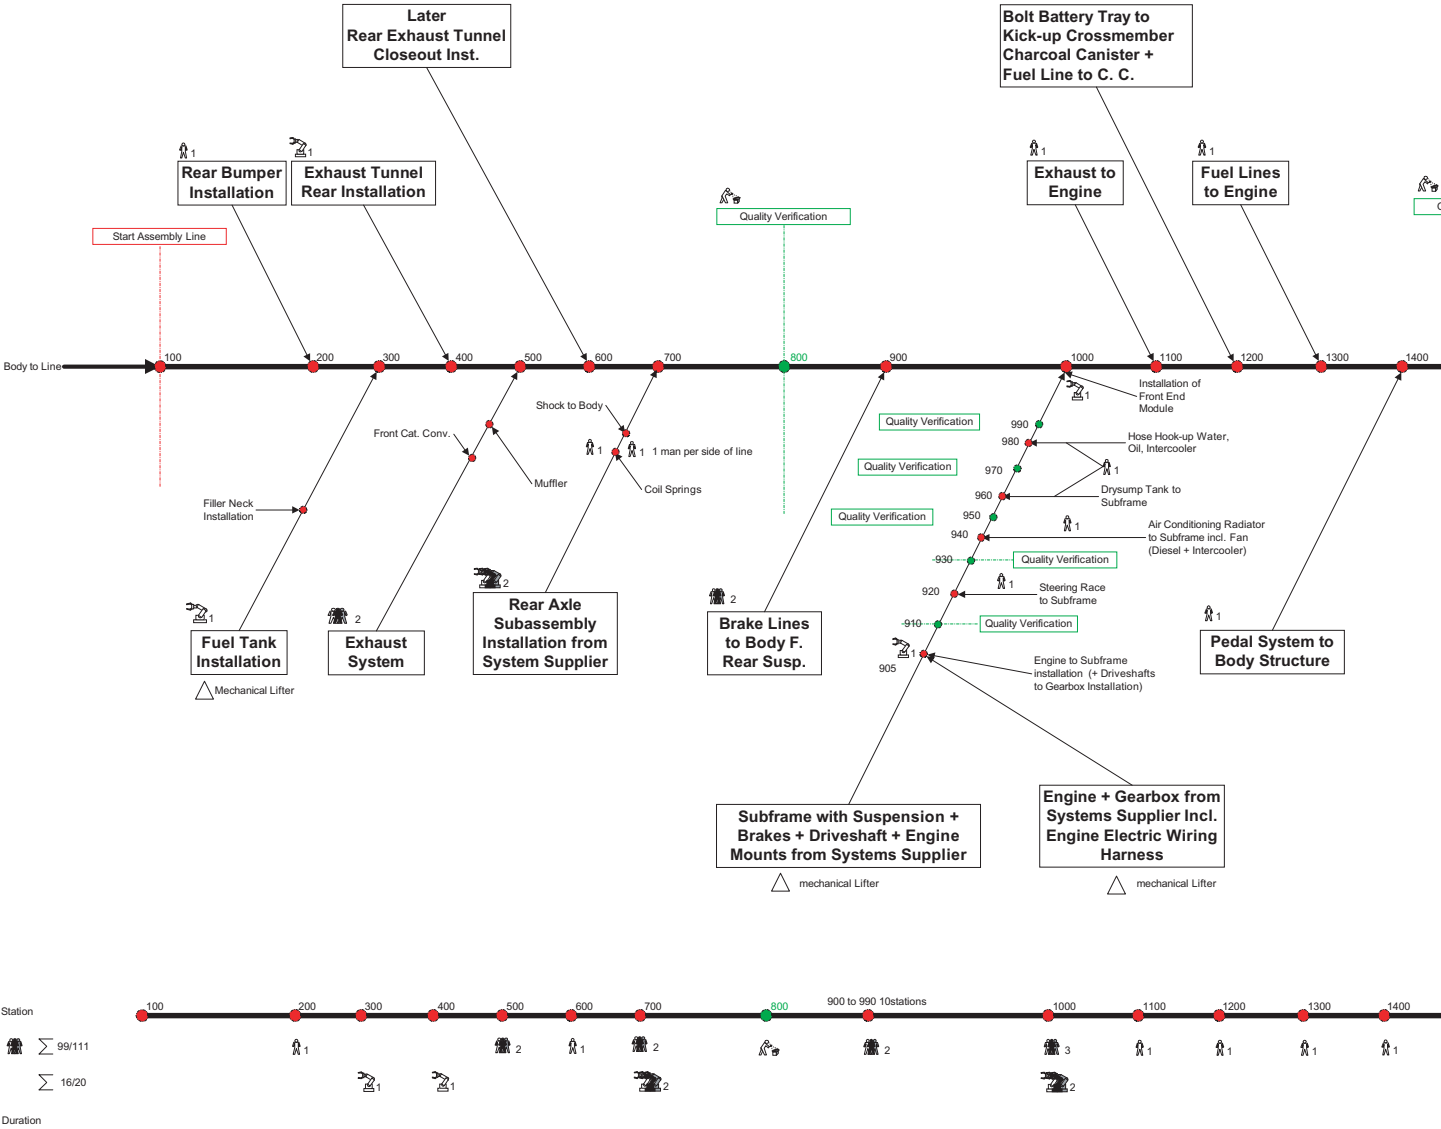 Later
Rear Exhaust Tunnel
Closeout Inst.
Bolt Battery Tray to
Kick-up Crossmember
Charcoal Canister +
Fuel Line to C. C.
1
Rear Bumper
Installation
1
Exhaust Tunnel
Rear Installation
1
Exhaust to
Engine
1
Fuel Lines
to Engine
Quality Verification
Start Assembly Line
Body to Line
100
200
300
400
500
600
700
800
900
1000
1100
1200
1300
1400
1
Installation of
Front End
Module
Shock to Body
Front Cat. Conv.
1
1
1 man per side of line
Muffler
Coil Springs
Filler Neck
Installation
Quality Verification
990
980
Hose Hook-up Water,
Oil, Intercooler
Quality Verification
970
1
960
Drysump Tank to
Subframe
Quality Verification
950
940
1
Air Conditioning Radiator
to Subframe incl. Fan
(Diesel + Intercooler)
930
Quality Verification
920
1
Steering Race
to Subframe
910
Quality Verification
1
905
Engine to Subframe
installation (+ Driveshafts
to Gearbox Installation)
1
Fuel Tank
Installation
Mechanical Lifter
2
Exhaust
System
2
Rear Axle
Subassembly
Installation from
System Supplier
2
Brake Lines
to Body F.
Rear Susp.
1
Pedal System to
Body Structure
Subframe with Suspension +
Brakes + Driveshaft + Engine
Mounts from Systems Supplier
mechanical Lifter
Engine + Gearbox from
Systems Supplier Incl.
Engine Electric Wiring
Harness
mechanical Lifter
Station
100
200
300
400
500
600
700
800
900 to 990 10stations
1000
1100
1200
1300
1400
∑ 99/111
1
2
1
2
2
3
1
1
1
1
∑ 16/20
1
1
2
2
Duration